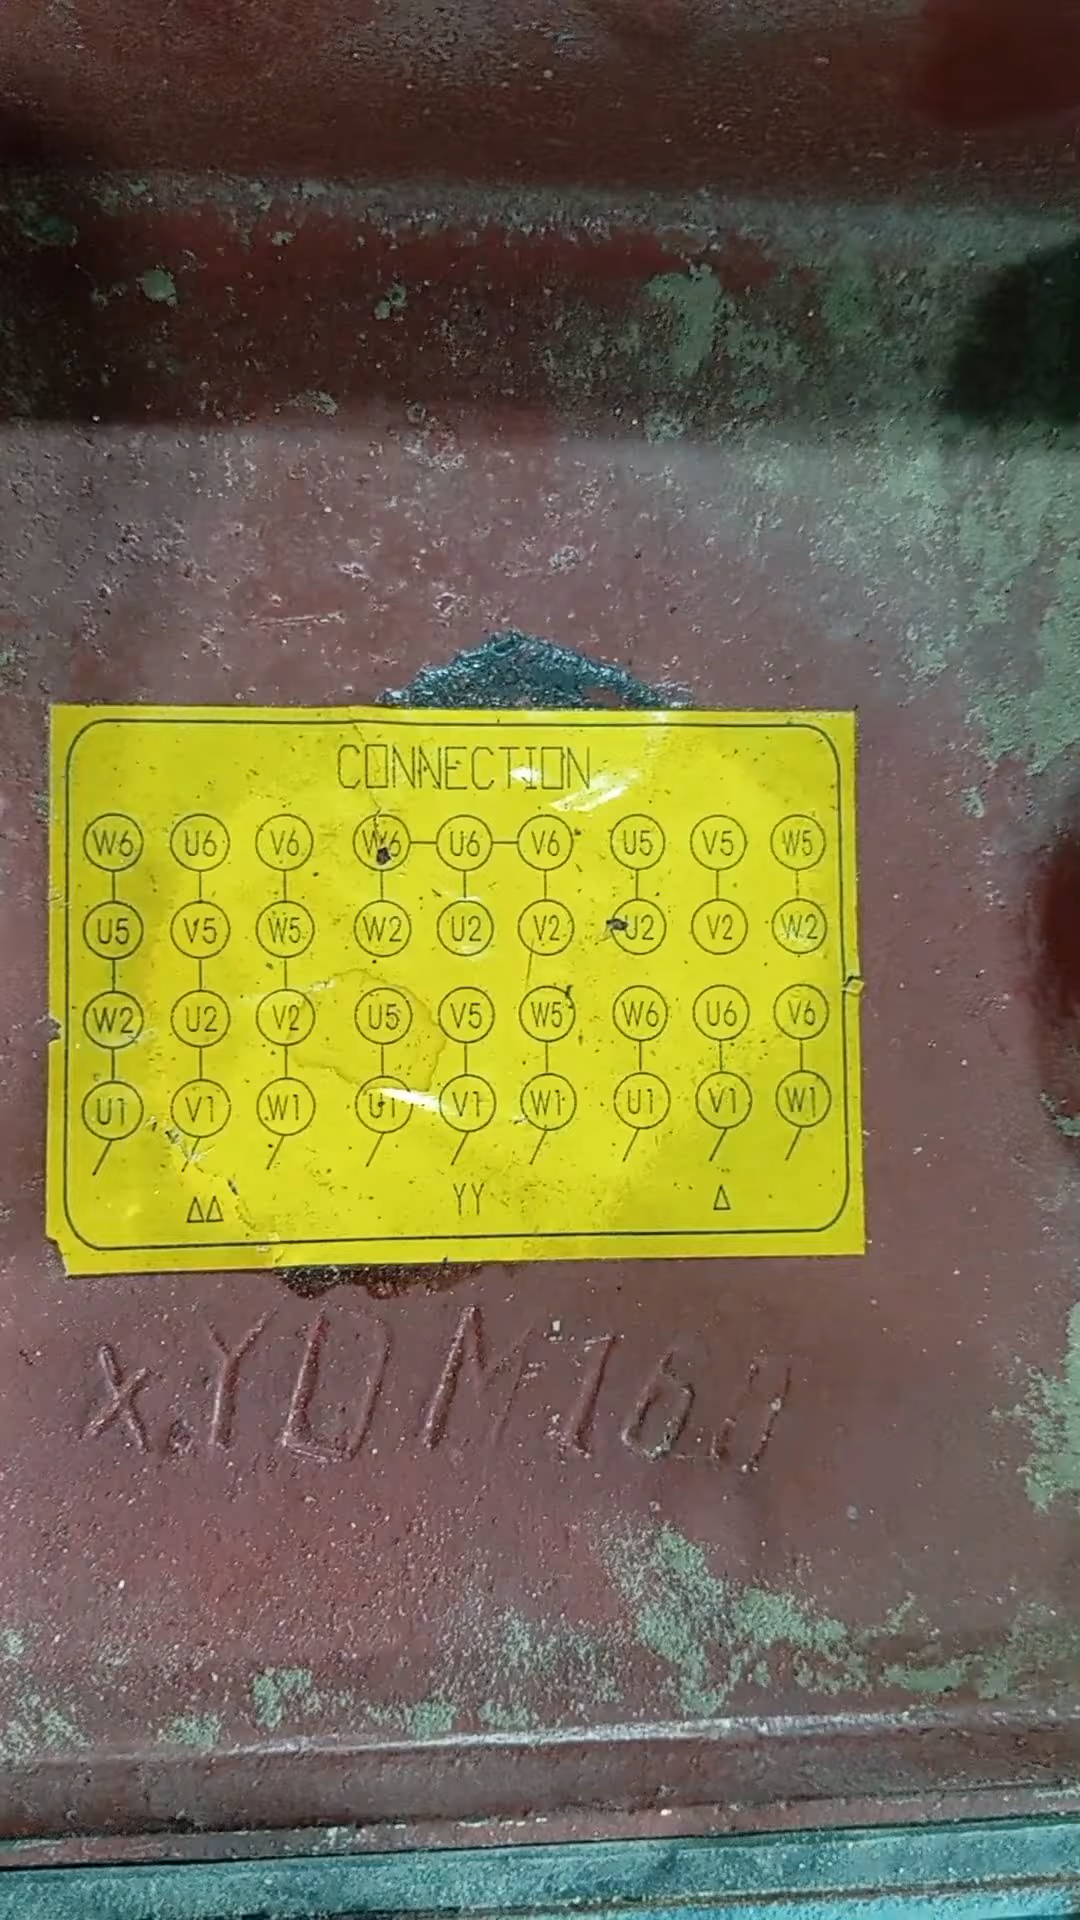 CONNECTION
W6 U6 V6 W6 U6 V6 U5 V5 W5
U5 V5 W5 W2 U2 V2 U2 V2 W2
W2 U2 V2 U5 V5 W5 W6 U6 V6
U1 V1 W1 U1 V1 W1 U1 V1 W1
ΔΔ YY Δ
X.YDM160